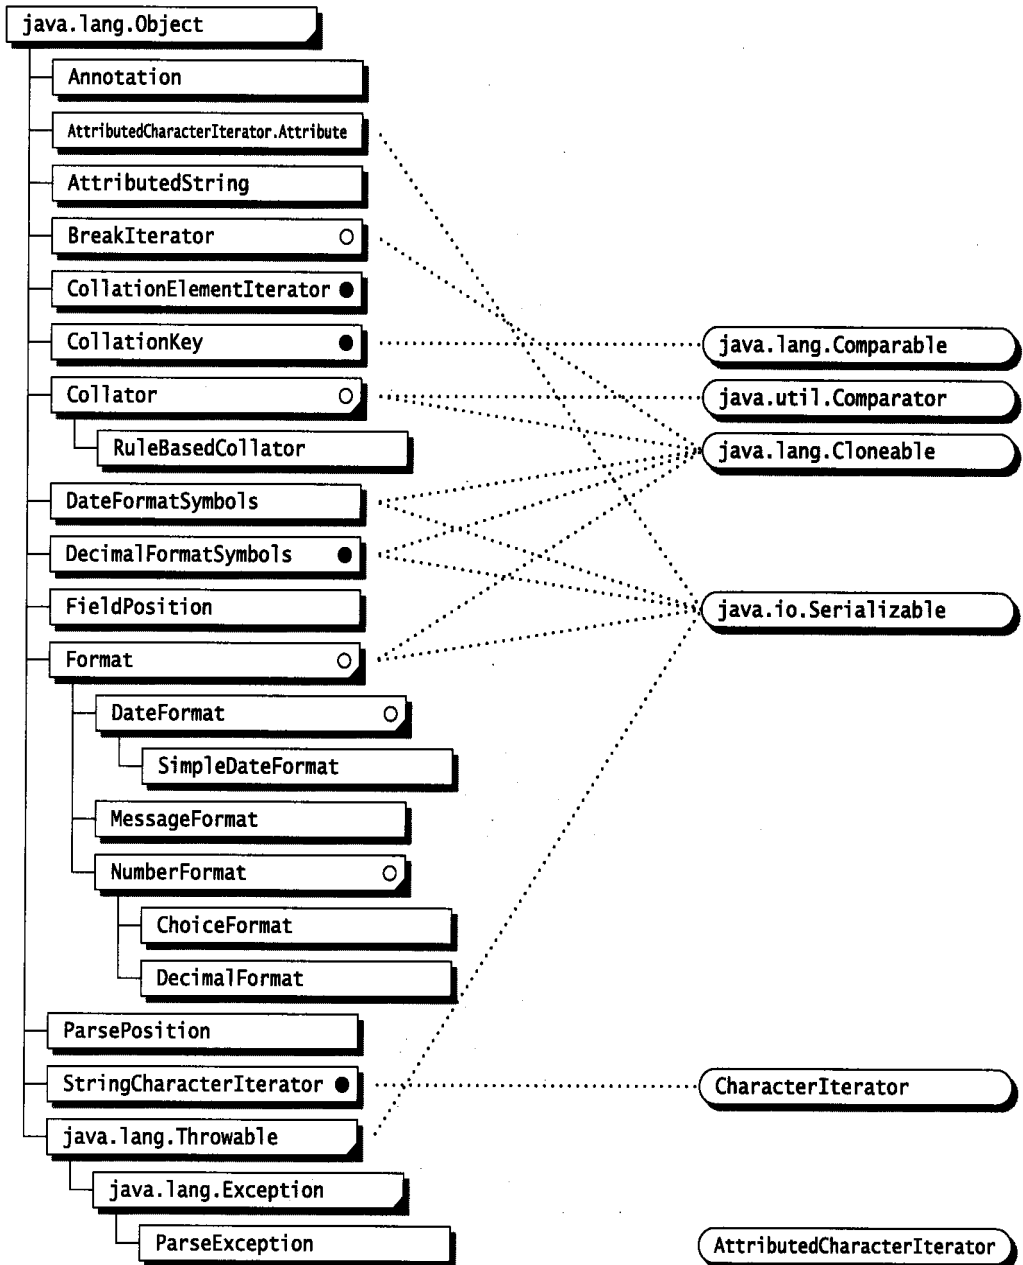 java.lang.Object
Annotation
AttributedCharacterIterator.Attribute
AttributedString
BreakIterator
CollationElementIterator
CollationKey
java.lang.Comparable
Collator
java.util.Comparator
RuleBasedCollator
java.lang.Cloneable
DateFormatSymbols
DecimalFormatSymbols
FieldPosition
java.io.Serializable
Format
DateFormat
SimpleDateFormat
MessageFormat
NumberFormat
ChoiceFormat
DecimalFormat
ParsePosition
StringCharacterIterator
CharacterIterator
java.lang.Throwable
java.lang.Exception
ParseException
AttributedCharacterIterator